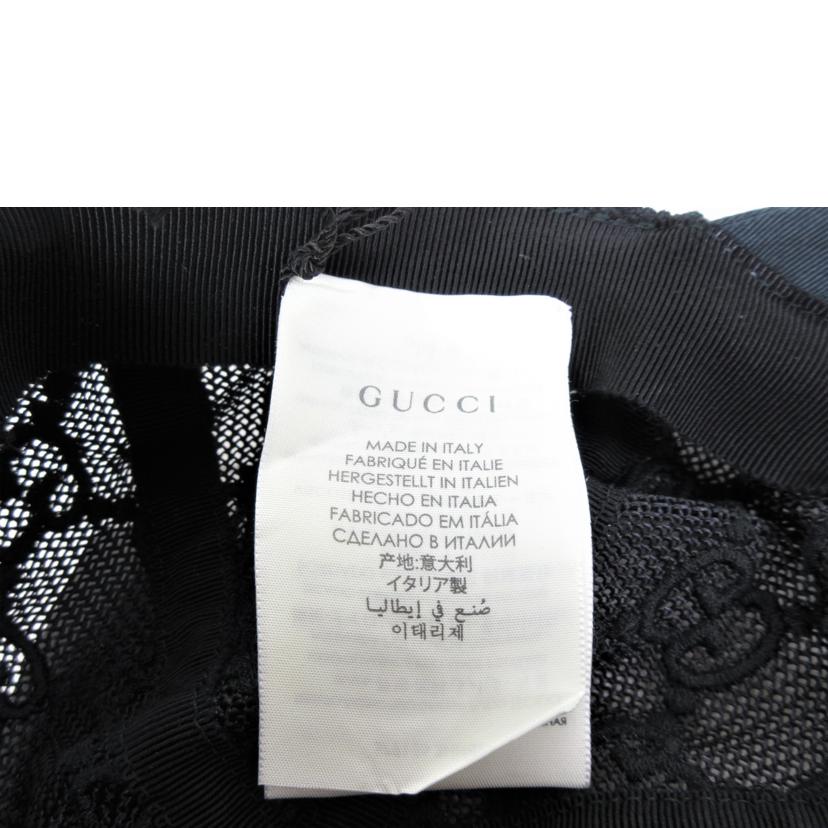 GUCCI
MADE IN ITALY
FABRIQUÉ EN ITALIE
HERGESTELLT IN ITALIEN
HECHO EN ITALIA
FABRICADO EM ITÁLIA
СДЕЛАНО В ИТАЛИИ
产地:意大利
イタリア製
صُنع في إيطاليا
이태리제